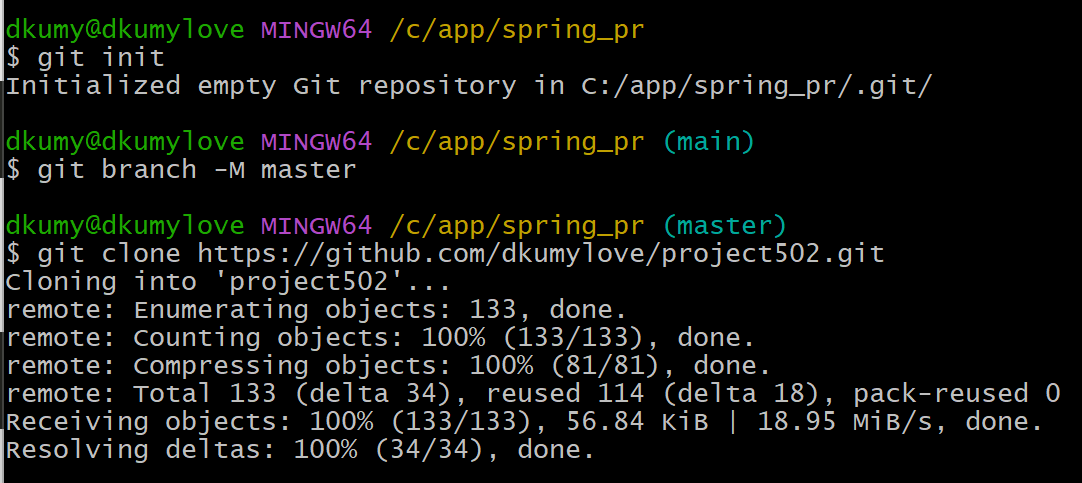 dkumy@dkumylove MINGW64 /c/app/spring_pr
$ git init
Initialized empty Git repository in C:/app/spring_pr/.git/
dkumy@dkumylove MINGW64 /c/app/spring_pr (main)
$ git branch -M master
dkumy@dkumylove MINGW64 /c/app/spring_pr (master)
$ git clone https://github.com/dkumylove/project502.git
Cloning into 'project502'...
remote: Enumerating objects: 133, done.
remote: Counting objects: 100% (133/133), done.
remote: Compressing objects: 100% (81/81), done.
remote: Total 133 (delta 34), reused 114 (delta 18), pack-reused 0
Receiving objects: 100% (133/133), 56.84 KiB | 18.95 MiB/s, done.
Resolving deltas: 100% (34/34), done.